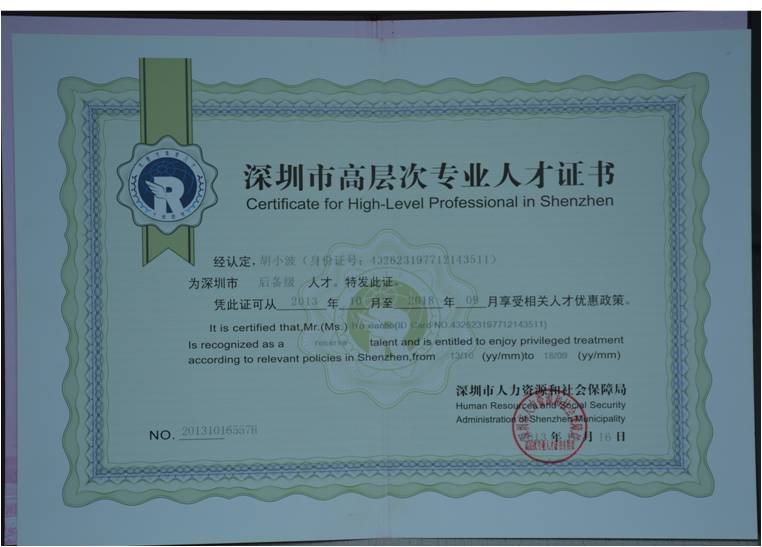 深圳市高层次专业人才证书
Certificate for High-Level Professional in Shenzhen
经认定，胡小波（身份证号：432623197712143511）
为深圳市 后备级 人才。特发此证。
凭此证可从 2013 年 10 月至 2018 年 09 月享受相关人才优惠政策。
It is certified that,Mr.(Ms.) Hu xiaobo(ID Card NO.432623197712143511)
Is recognized as a reserve talent and is entitled to enjoy privileged treatment
according to relevant policies in Shenzhen,from 13/10 (yy/mm)to 18/09 (yy/mm)
深圳市人力资源和社会保障局
Human Resources and Social Security
Administration of Shenzhen Municipality
NO. 20131016557H
年 月 16 日